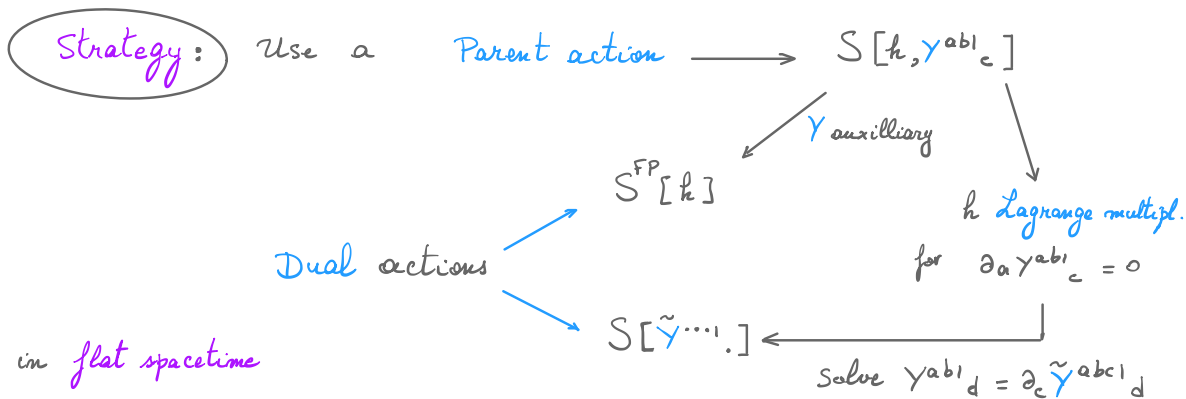 Strategy: Use a Parent action → S[h, Y^{ab|}_c]
Y auxilliary
S^{FP}[h]
h Lagrange multipl.
for ∂_a Y^{ab|}_c = 0
Dual actions
S[Ỹ^{...|}_.]
in flat spacetime
Solve Y^{ab|}_d = ∂_c Ỹ^{abc|}_d